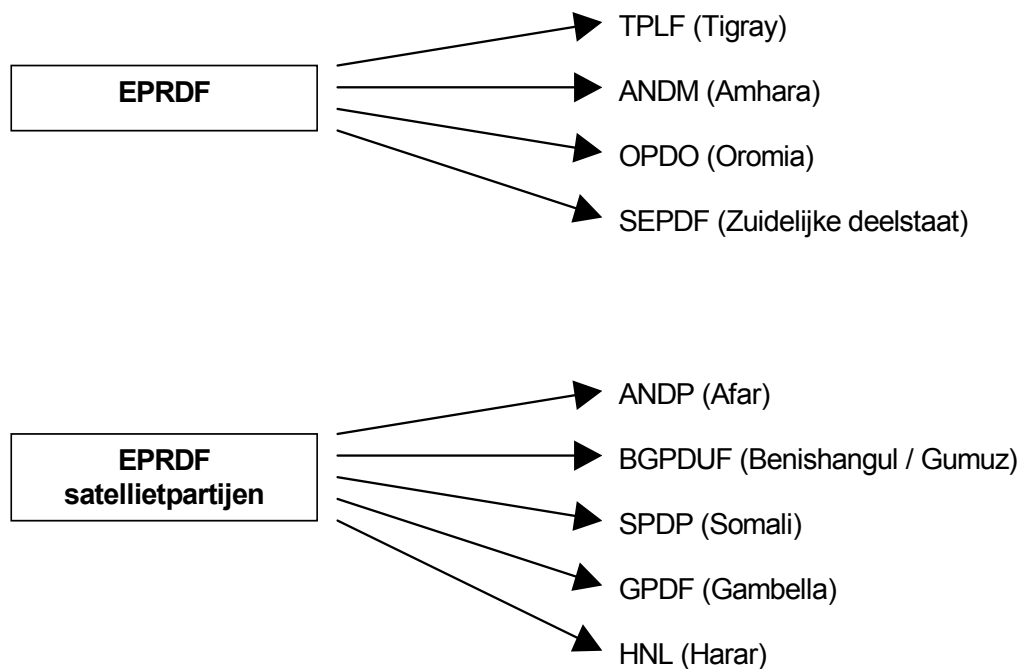 EPRDF
TPLF (Tigray)
ANDM (Amhara)
OPDO (Oromia)
SEPDF (Zuidelijke deelstaat)
EPRDF
satellietpartijen
ANDP (Afar)
BGPDUF (Benishangul / Gumuz)
SPDP (Somali)
GPDF (Gambella)
HNL (Harar)